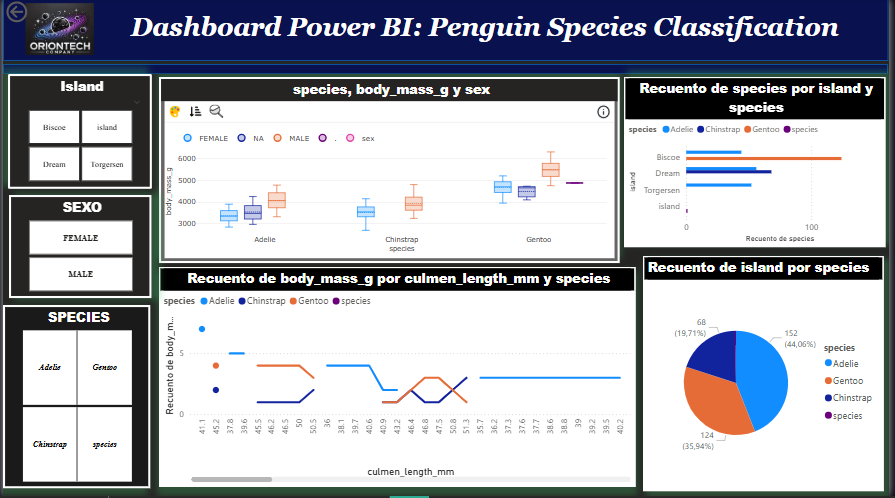 ORIONTECH
COMPANY
Dashboard Power BI: Penguin Species Classification
Island
Biscoe
island
Dream
Torgersen
SEXO
FEMALE
MALE
SPECIES
Adelie
Gentoo
Chinstrap
species
species, body_mass_g y sex
FEMALE NA MALE . sex
body_mass_g
6000
5000
4000
3000
Adelie
Chinstrap
Gentoo
species
Recuento de species por island y
species
species Adelie Chinstrap Gentoo species
island
Biscoe
Dream
Torgersen
island
0
100
Recuento de species
Recuento de body_mass_g por culmen_length_mm y species
species Adelie Chinstrap Gentoo species
Recuento de body_m...
5
0
41.1 45.2 37.8 39.6 45.5 46.5 50 50.5 36 38.1 39.7 40.6 40.9 43.2 46.4 46.8 47.5 50.8 51.3 35.7 36.2 36.6 37.3 37.6 37.7 38.6 38.8 39 39.2 39.5 40.2
culmen_length_mm
Recuento de island por species
68
(19,71%)
152
(44,06%)
124
(35,94%)
species
Adelie
Gentoo
Chinstrap
species